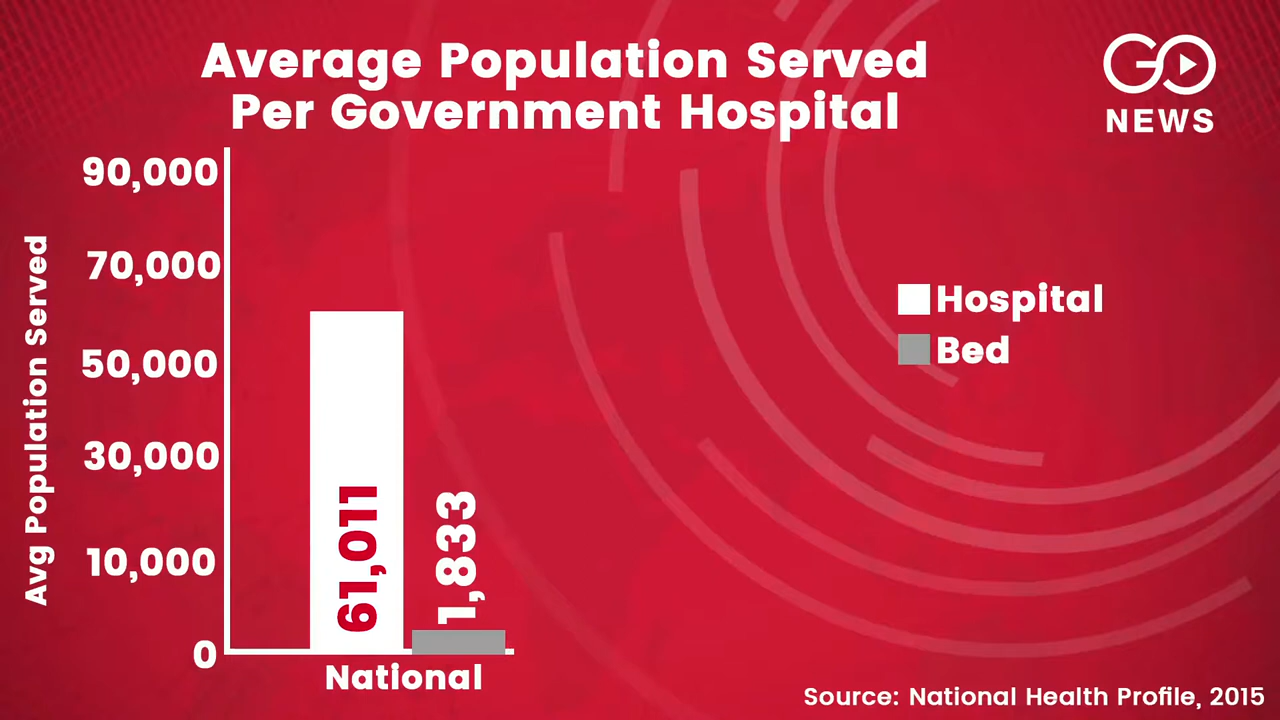 Average Population Served
Per Government Hospital
GO
NEWS
Avg Population Served
90,000
70,000
50,000
30,000
10,000
0
61,011
1,833
National
Hospital
Bed
Source: National Health Profile, 2015